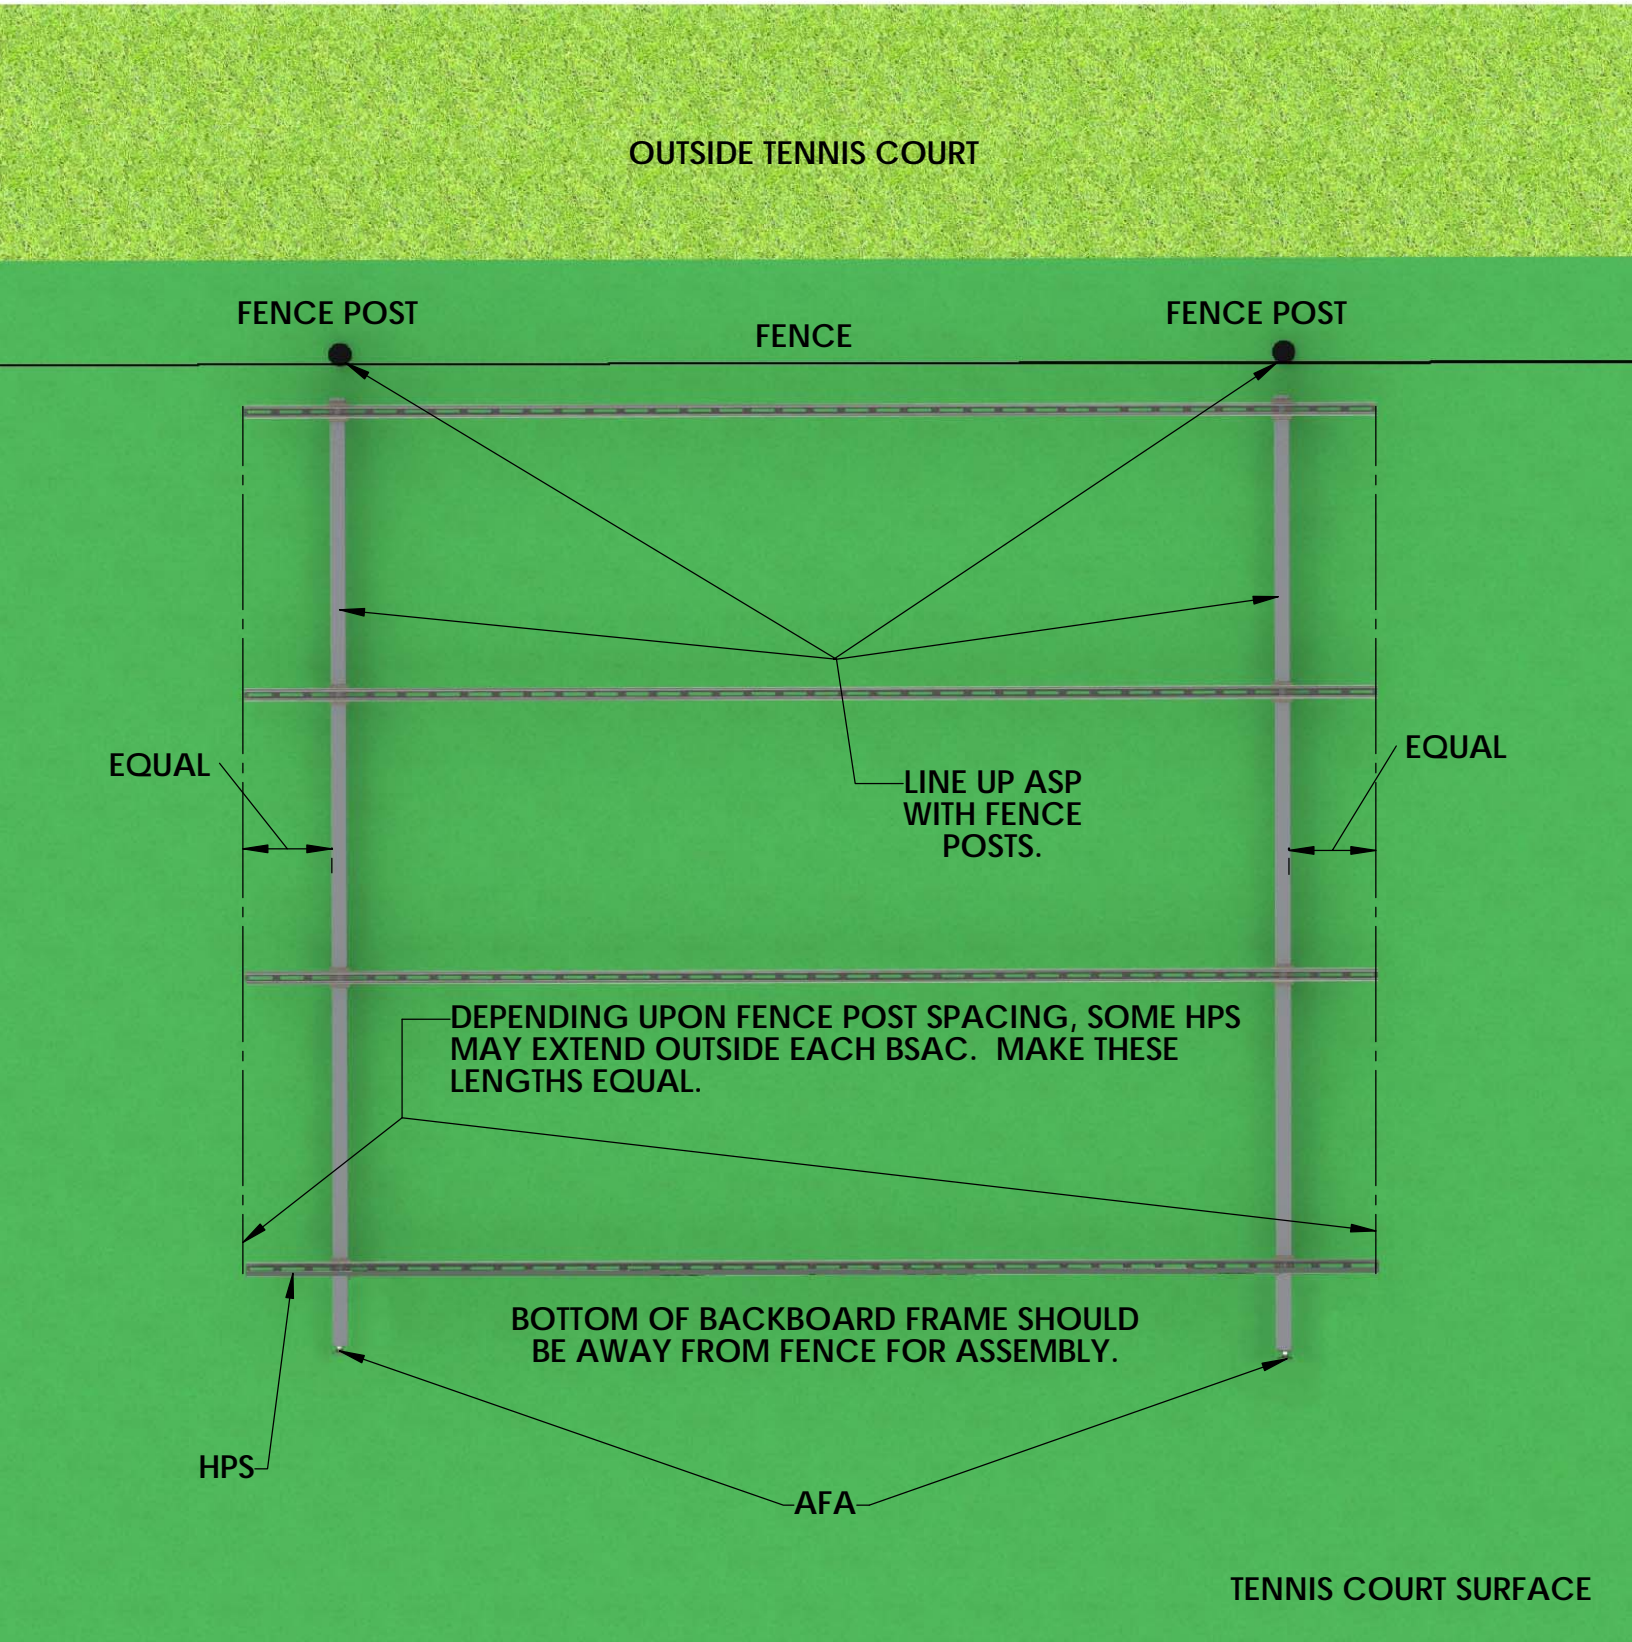 OUTSIDE TENNIS COURT
FENCE POST
FENCE
FENCE POST
EQUAL
EQUAL
LINE UP ASP
WITH FENCE
POSTS.
DEPENDING UPON FENCE POST SPACING, SOME HPS
MAY EXTEND OUTSIDE EACH BSAC. MAKE THESE
LENGTHS EQUAL.
BOTTOM OF BACKBOARD FRAME SHOULD
BE AWAY FROM FENCE FOR ASSEMBLY.
HPS
AFA
TENNIS COURT SURFACE